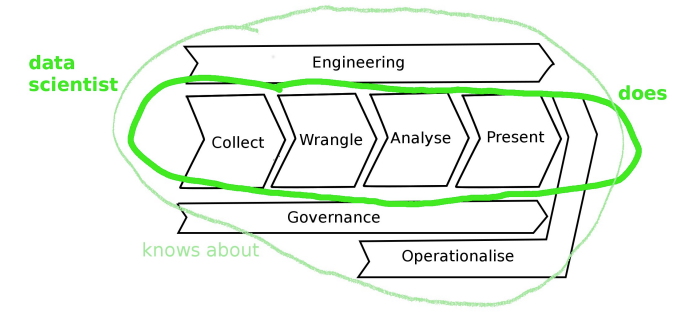 Engineering
data
scientist
does
Collect
Wrangle
Analyse
Present
Governance
knows about
Operationalise